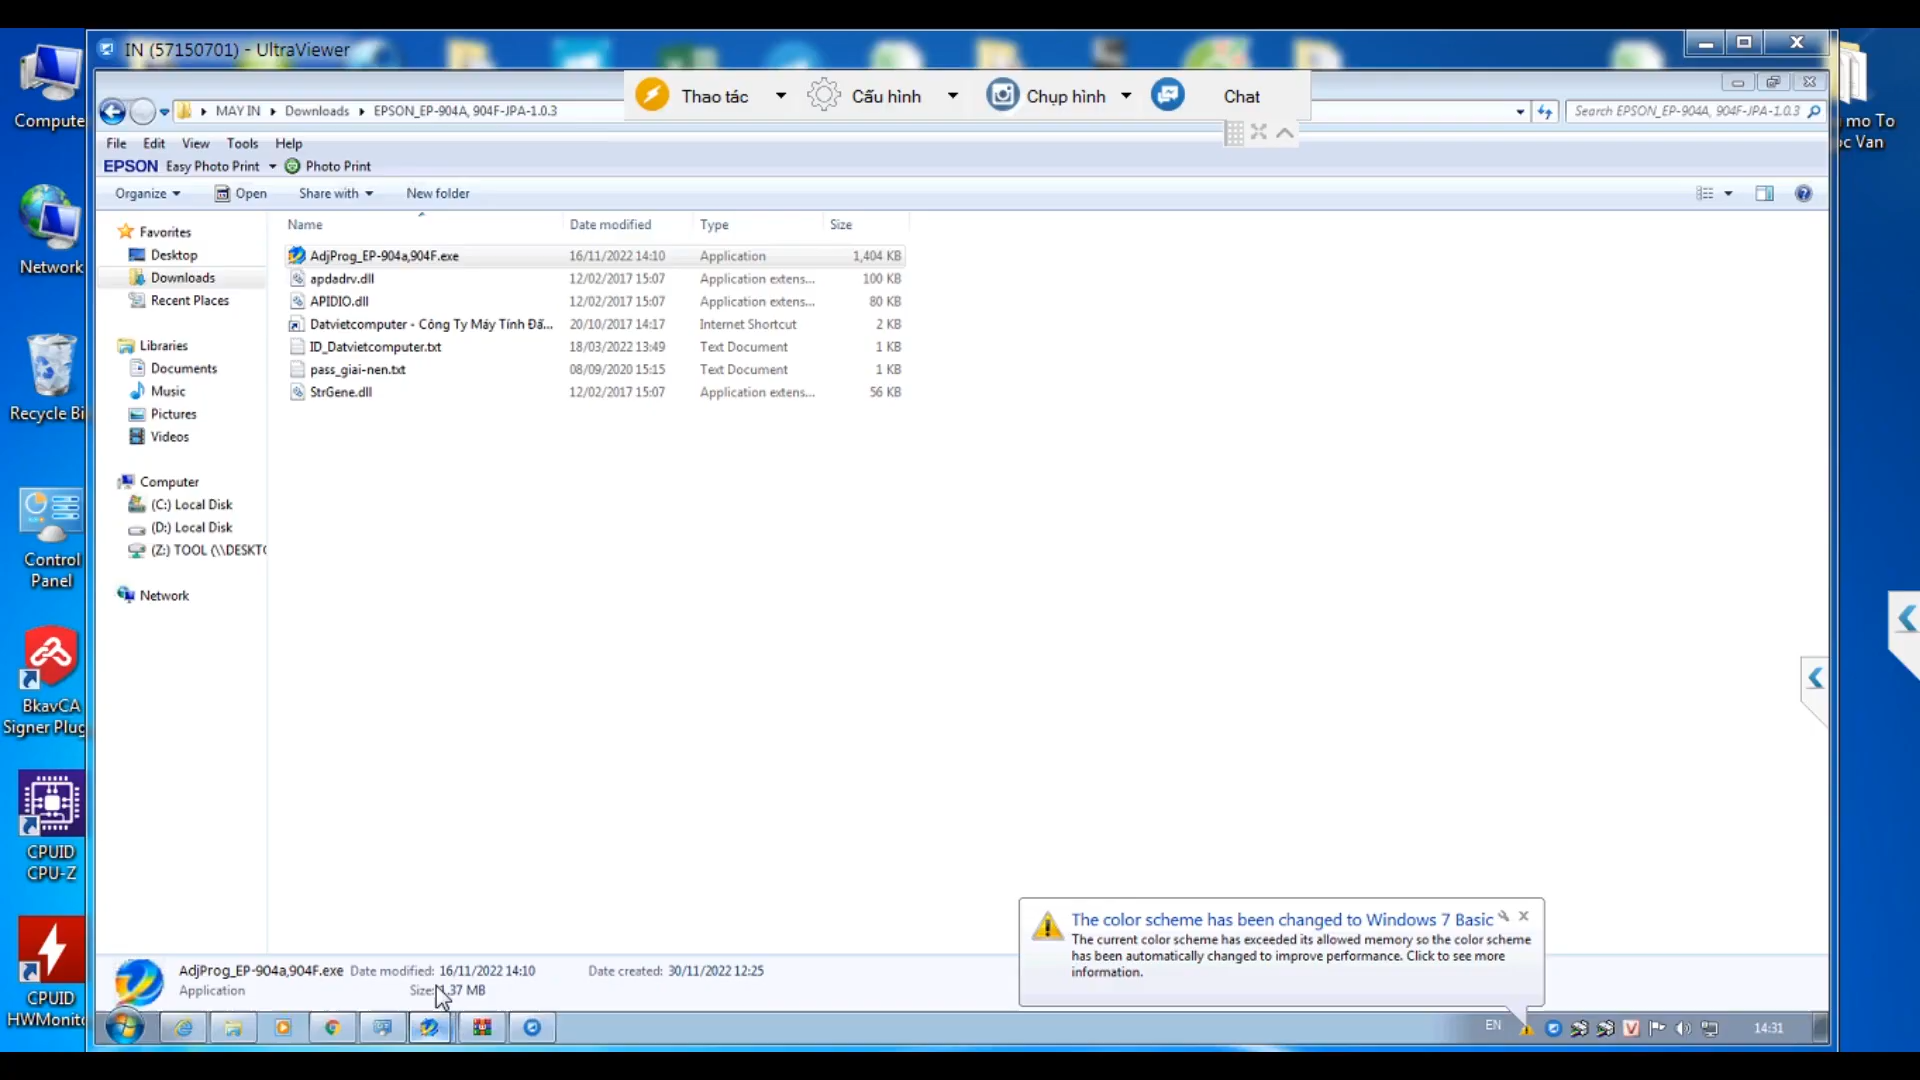 IN (57150701) - UltraViewer
Thao tác
Cấu hình
Chụp hình
Chat
MAY IN
Downloads
EPSON_EP-904A, 904F-JPA-1.0.3
Search EPSON_EP-904A, 904F-JPA-1.0.3
File Edit View Tools Help
EPSON Easy Photo Print Photo Print
Organize Open Share with New folder
Name Date modified Type Size
AdjProg_EP-904a,904F.exe 16/11/2022 14:10 Application 1,404 KB
apdadrv.dll 12/02/2017 15:07 Application extens... 100 KB
APIDIO.dll 12/02/2017 15:07 Application extens... 80 KB
Datvietcomputer - Công Ty Máy Tính Đấ... 20/10/2017 14:17 Internet Shortcut 2 KB
ID_Datvietcomputer.txt 18/03/2022 13:49 Text Document 1 KB
pass_giai-nen.txt 08/09/2020 15:15 Text Document 1 KB
StrGene.dll 12/02/2017 15:07 Application extens... 56 KB
Favorites
Desktop
Downloads
Recent Places
Libraries
Documents
Music
Pictures
Videos
Computer
(C:) Local Disk
(D:) Local Disk
(Z:) TOOL (\\DESKTO
Network
Compute
Network
Recycle Bi
Control
Panel
BkavCA
Signer Plug
CPUID
CPU-Z
CPUID
HWMonito
mo To
oc Van
The color scheme has been changed to Windows 7 Basic
The current color scheme has exceeded its allowed memory so the color scheme
has been automatically changed to improve performance. Click to see more
information.
AdjProg_EP-904a,904F.exe Date modified: 16/11/2022 14:10 Date created: 30/11/2022 12:25
Application Size: 1,37 MB
EN
V
14:31